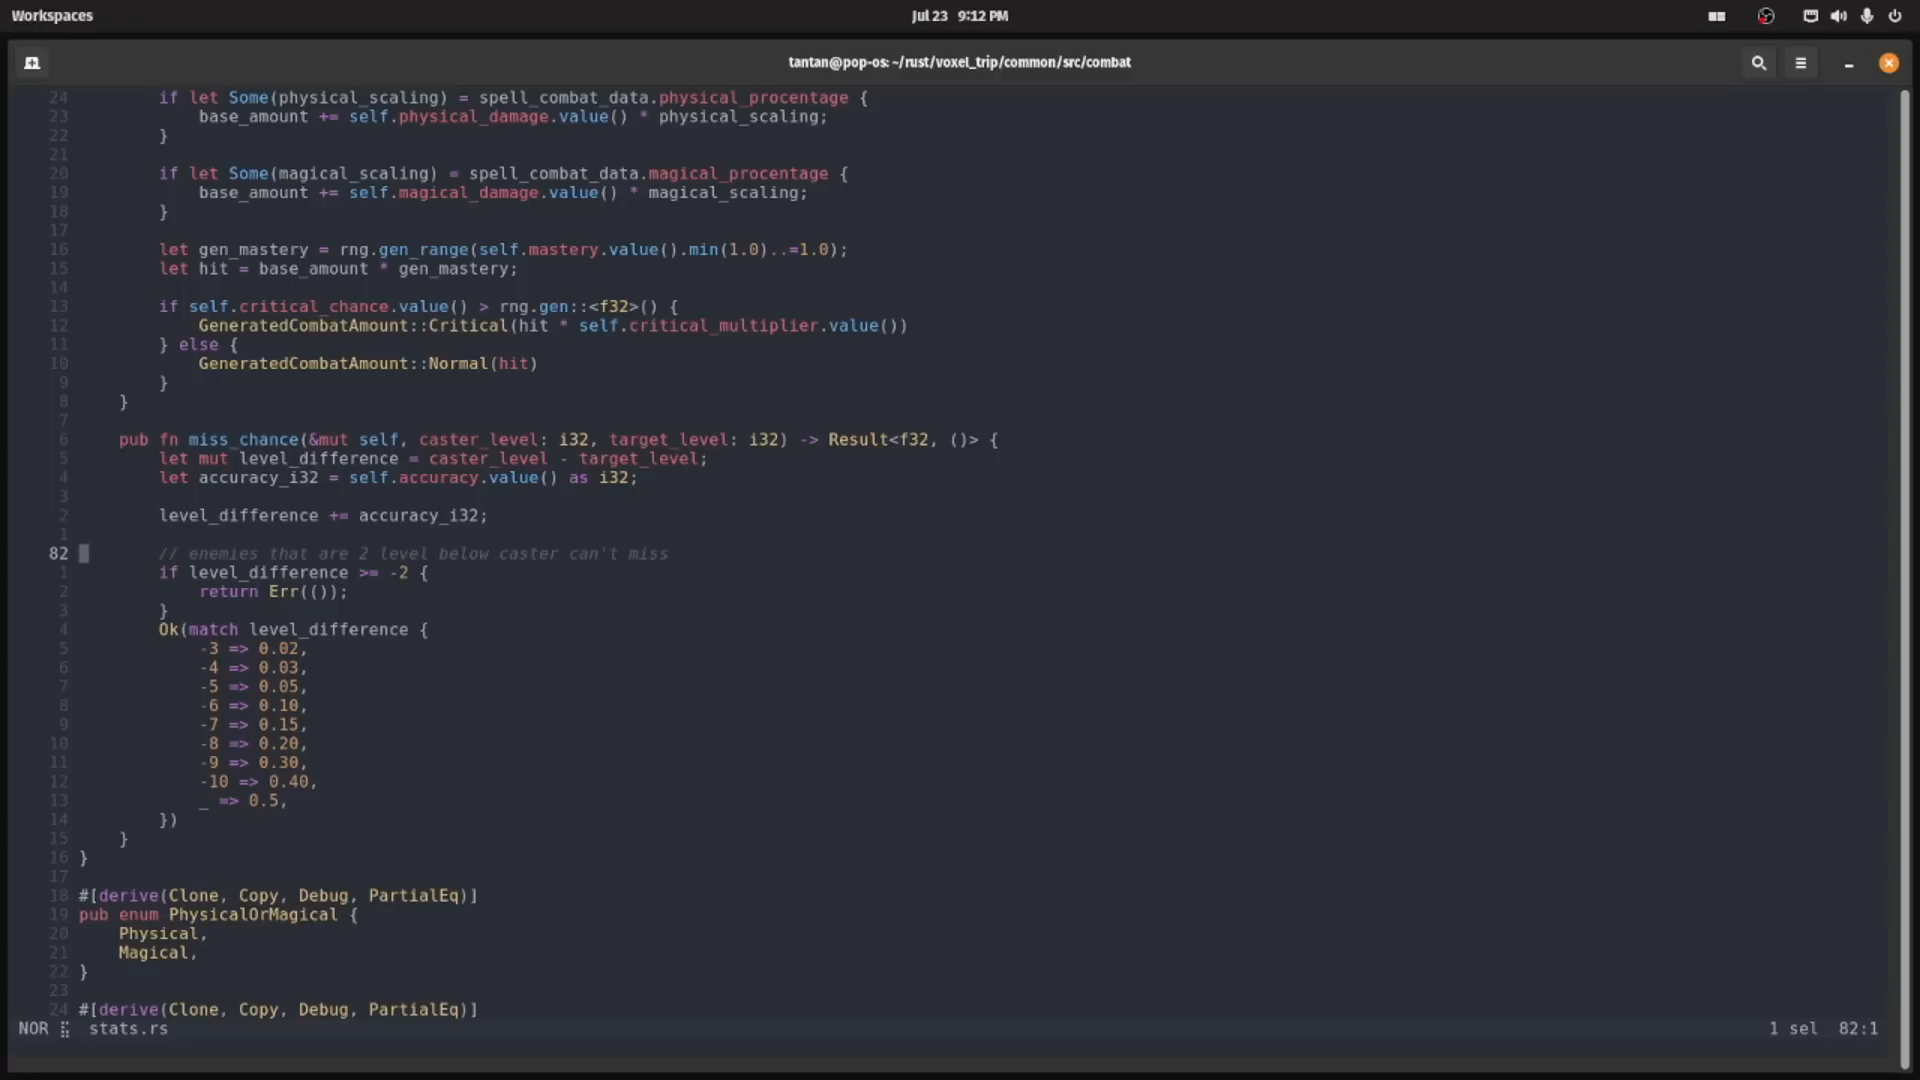 Workspaces
Jul 23 9:12 PM
tantan@pop-os: ~/rust/voxel_trip/common/src/combat
24 if let Some(physical_scaling) = spell_combat_data.physical_procentage {
23 base_amount += self.physical_damage.value() * physical_scaling;
22 }
21
20 if let Some(magical_scaling) = spell_combat_data.magical_procentage {
19 base_amount += self.magical_damage.value() * magical_scaling;
18 }
17
16 let gen_mastery = rng.gen_range(self.mastery.value().min(1.0)..=1.0);
15 let hit = base_amount * gen_mastery;
14
13 if self.critical_chance.value() > rng.gen::<f32>() {
12 GeneratedCombatAmount::Critical(hit * self.critical_multiplier.value())
11 } else {
10 GeneratedCombatAmount::Normal(hit)
9 }
8 }
7
6 pub fn miss_chance(&mut self, caster_level: i32, target_level: i32) -> Result<f32, ()> {
5 let mut level_difference = caster_level - target_level;
4 let accuracy_i32 = self.accuracy.value() as i32;
3
2 level_difference += accuracy_i32;
1
82 // enemies that are 2 level below caster can't miss
1 if level_difference >= -2 {
2 return Err(());
3 }
4 Ok(match level_difference {
5 -3 => 0.02,
6 -4 => 0.03,
7 -5 => 0.05,
8 -6 => 0.10,
9 -7 => 0.15,
10 -8 => 0.20,
11 -9 => 0.30,
12 -10 => 0.40,
13 _ => 0.5,
14 })
15 }
16 }
17
18 #[derive(Clone, Copy, Debug, PartialEq)]
19 pub enum PhysicalOrMagical {
20 Physical,
21 Magical,
22 }
23
24 #[derive(Clone, Copy, Debug, PartialEq)]
NOR stats.rs 1 sel 82:1